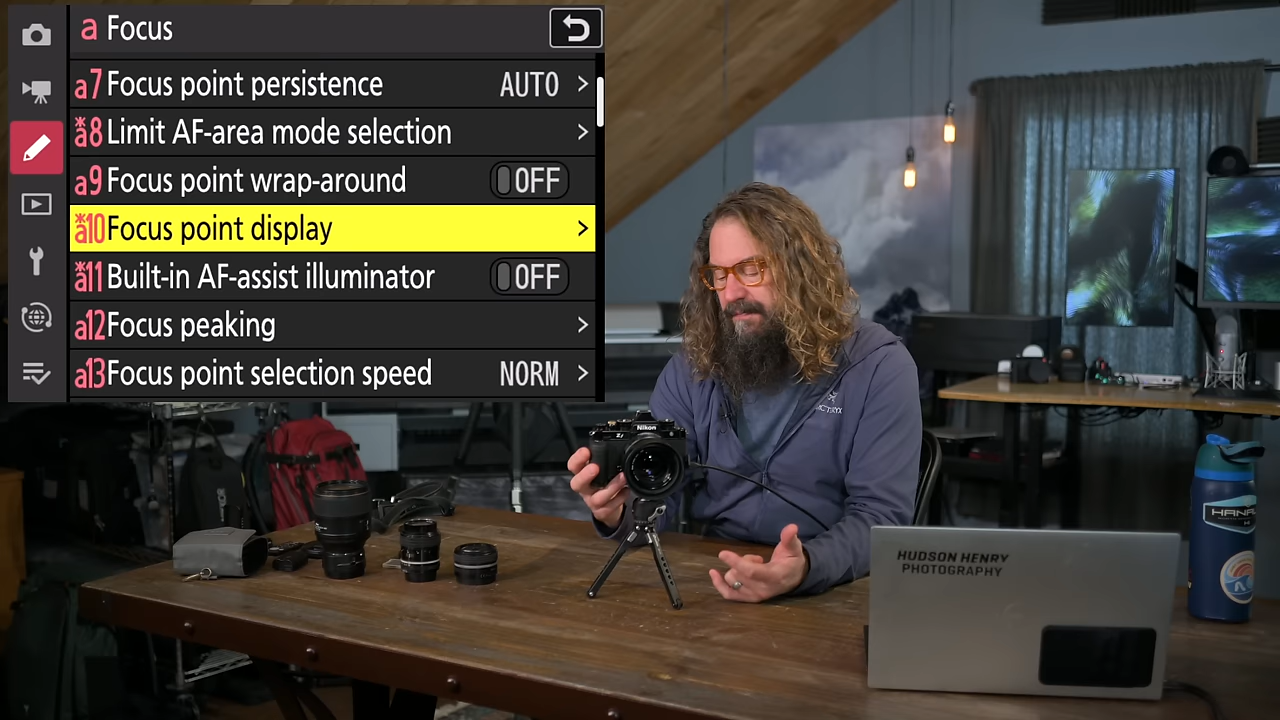 a Focus
a7 Focus point persistence AUTO >
*a8 Limit AF-area mode selection >
a9 Focus point wrap-around OFF
*a10 Focus point display >
*a11 Built-in AF-assist illuminator OFF
a12 Focus peaking >
a13 Focus point selection speed NORM >
Nikon
Zf
HUDSON HENRY
PHOTOGRAPHY